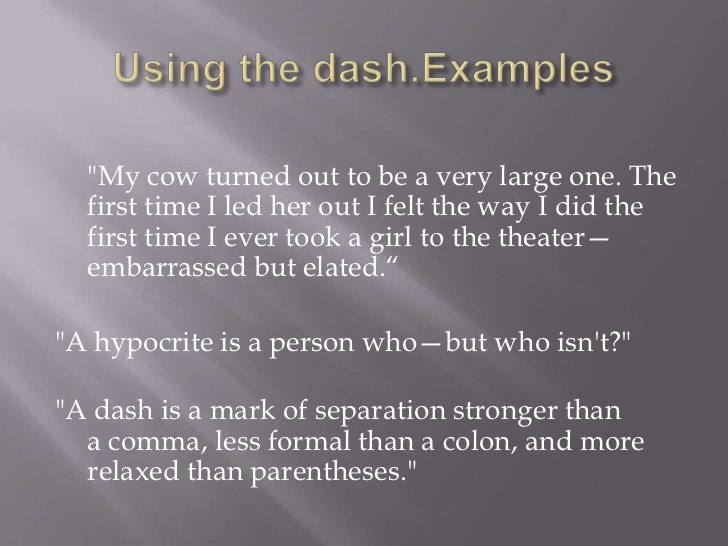 Using the dash.Examples
"My cow turned out to be a very large one. The
first time I led her out I felt the way I did the
first time I ever took a girl to the theater—
embarrassed but elated.“
"A hypocrite is a person who—but who isn't?"
"A dash is a mark of separation stronger than
a comma, less formal than a colon, and more
relaxed than parentheses."